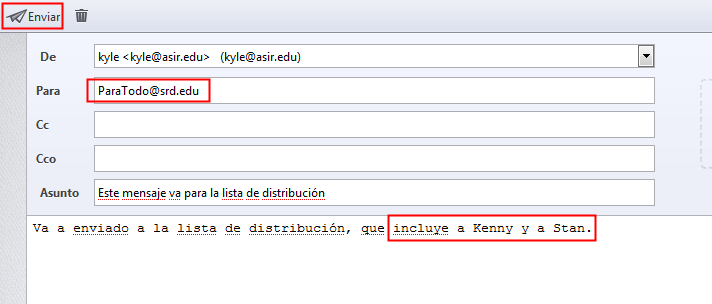 Enviar
De kyle <kyle@asir.edu> (kyle@asir.edu)
Para ParaTodo@srd.edu
Cc
Cco
Asunto Este mensaje va para la lista de distribución
Va a enviado a la lista de distribución, que incluye a Kenny y a Stan.